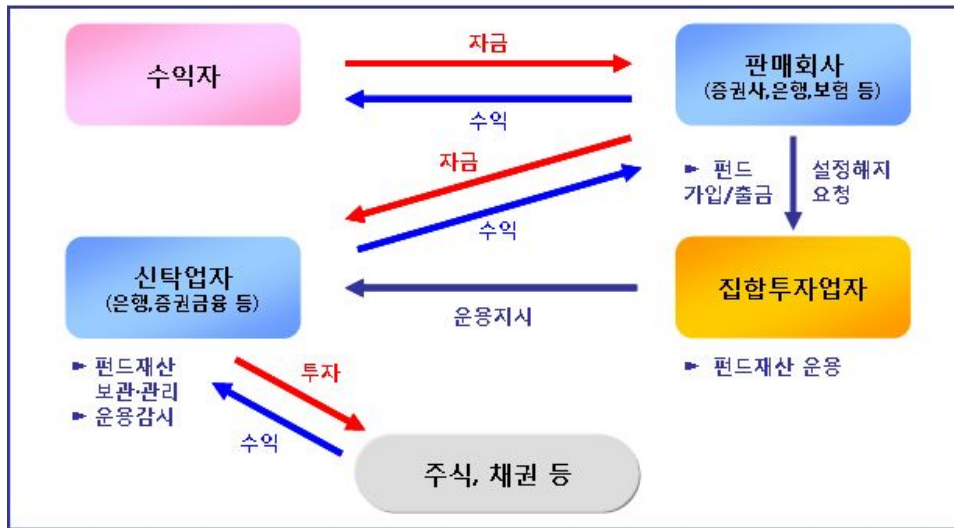 자금
수익자
판매회사
(증권사,은행,보험 등)
수익
자금
► 펀드
가입/출금
설정해지
요청
수익
신탁업자
(은행,증권금융 등)
집합투자업자
운용지시
► 펀드재산
보관·관리
► 운용감시
투자
► 펀드재산 운용
수익
주식, 채권 등